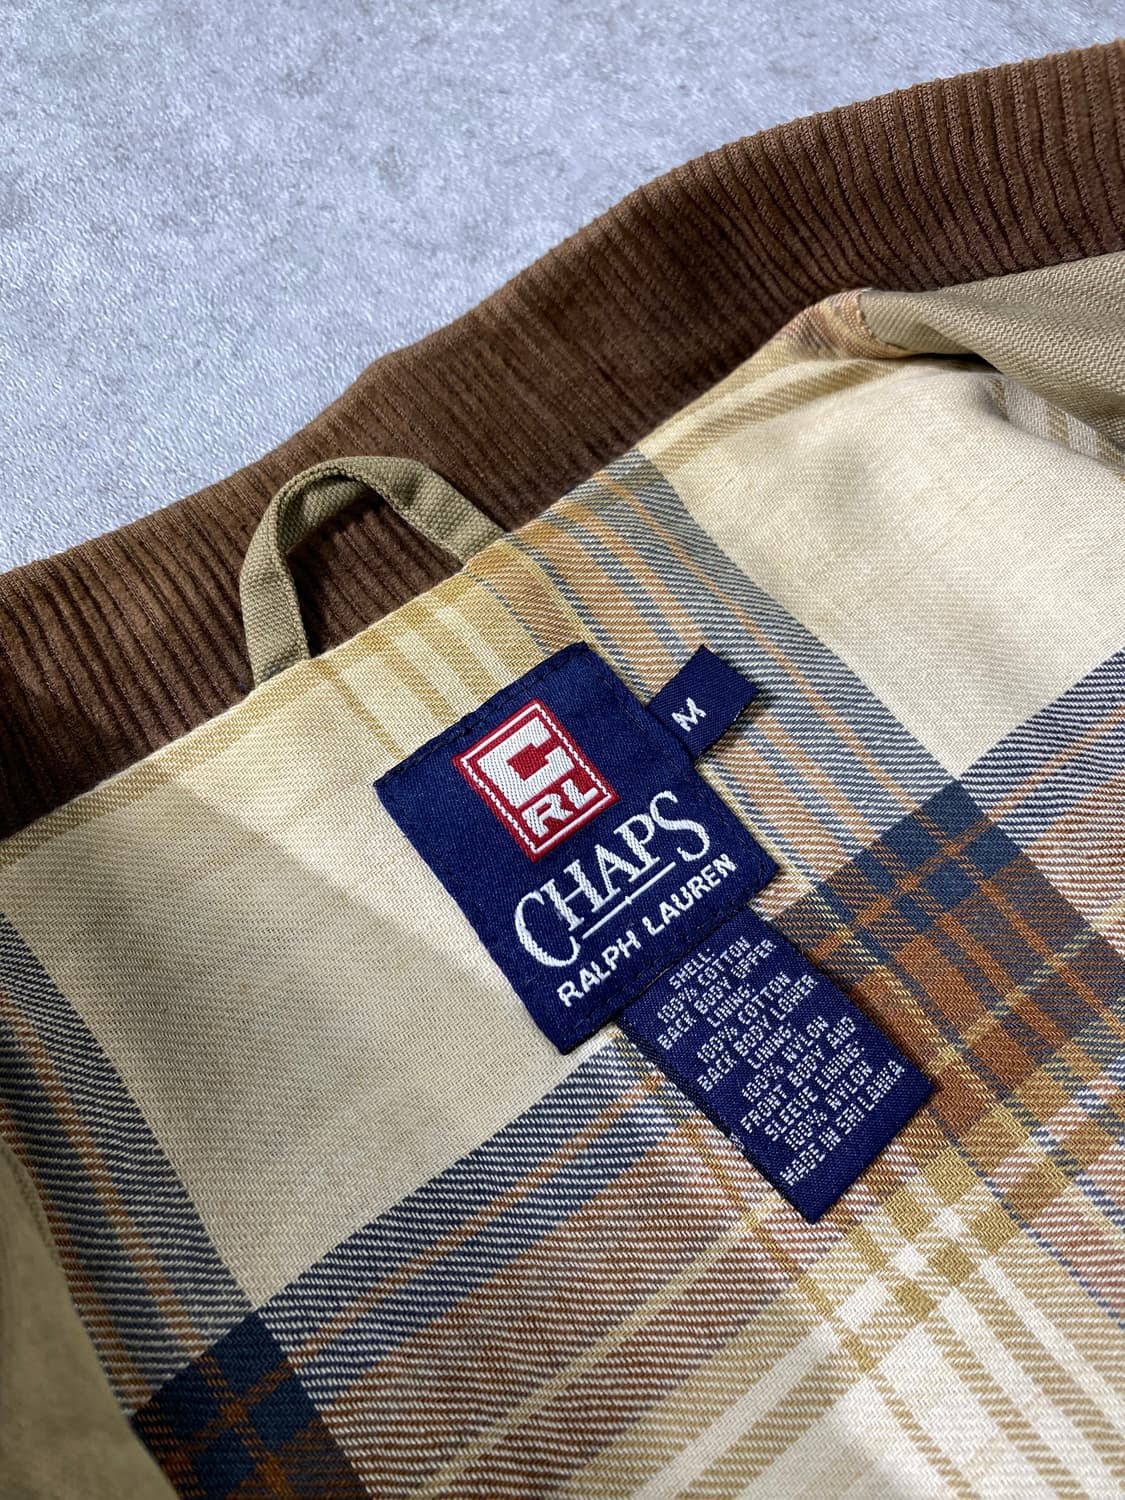 M
C
RL
CHAPS
RALPH LAUREN
SHELL:
100% COTTON
BACK BODY UPPER
LINING
100% COTTON
BACK BODY LOWER
LINING
100% NYLON
FRONT BODY AND
SLEEVE LINING
100% NYLON
MADE IN SRI LANKA